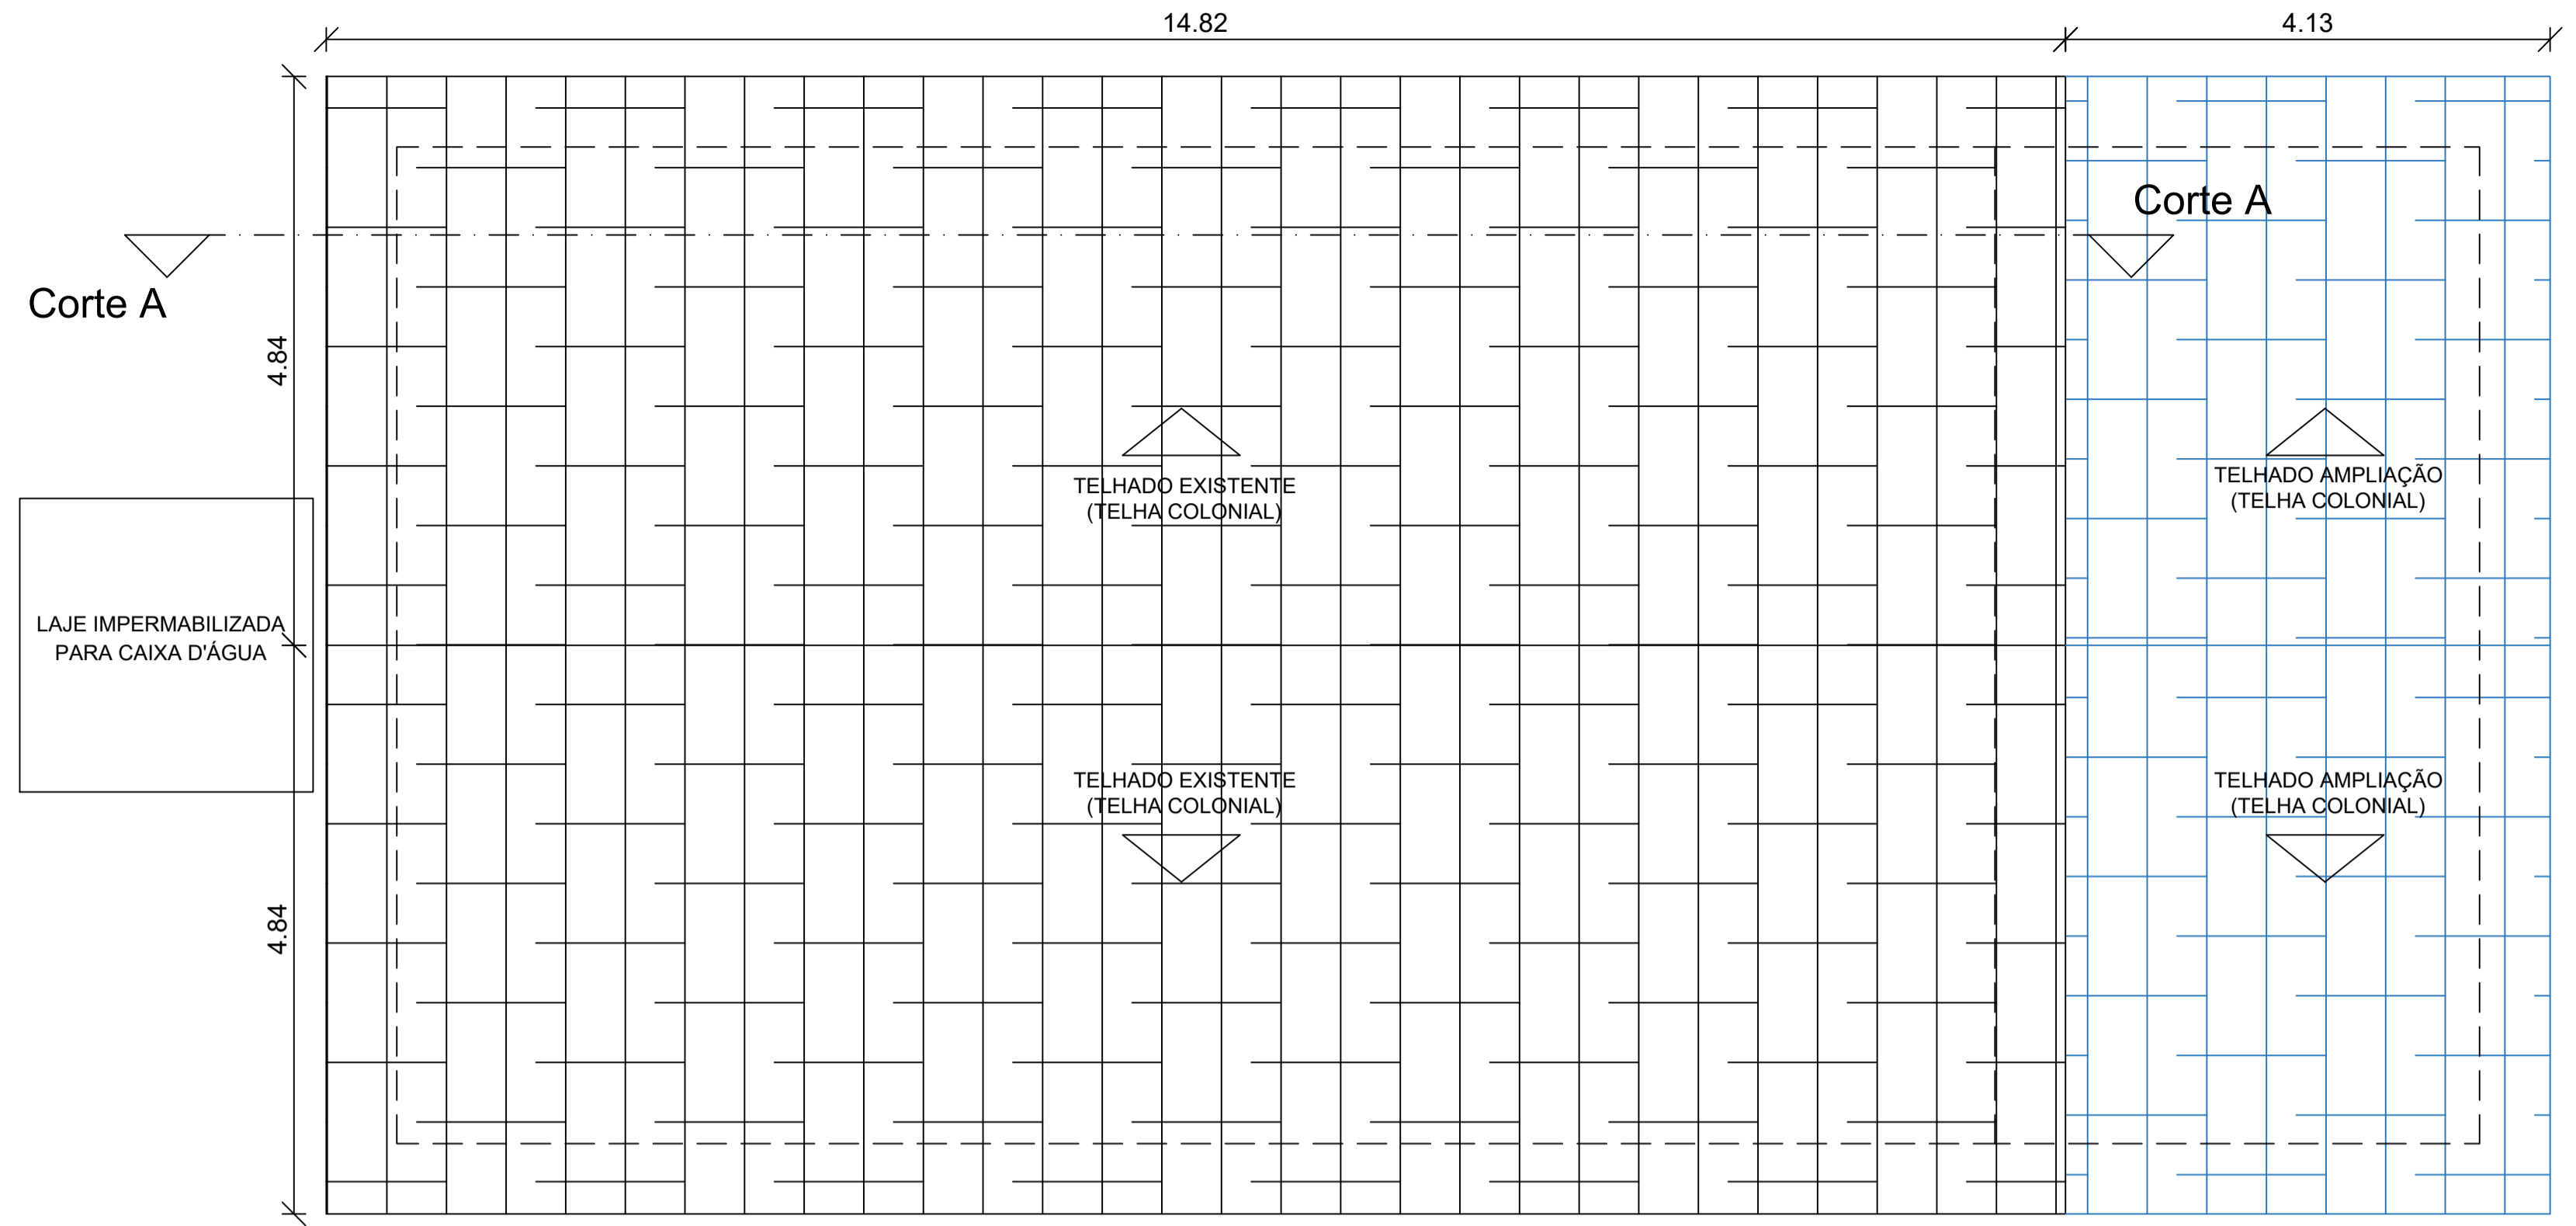 14.82
4.13
Corte A
Corte A
4.84
TELHADO EXISTENTE
(TELHA COLONIAL)
TELHADO AMPLIAÇÃO
(TELHA COLONIAL)
LAJE IMPERMABILIZADA
PARA CAIXA D'ÁGUA
TELHADO EXISTENTE
(TELHA COLONIAL)
TELHADO AMPLIAÇÃO
(TELHA COLONIAL)
4.84